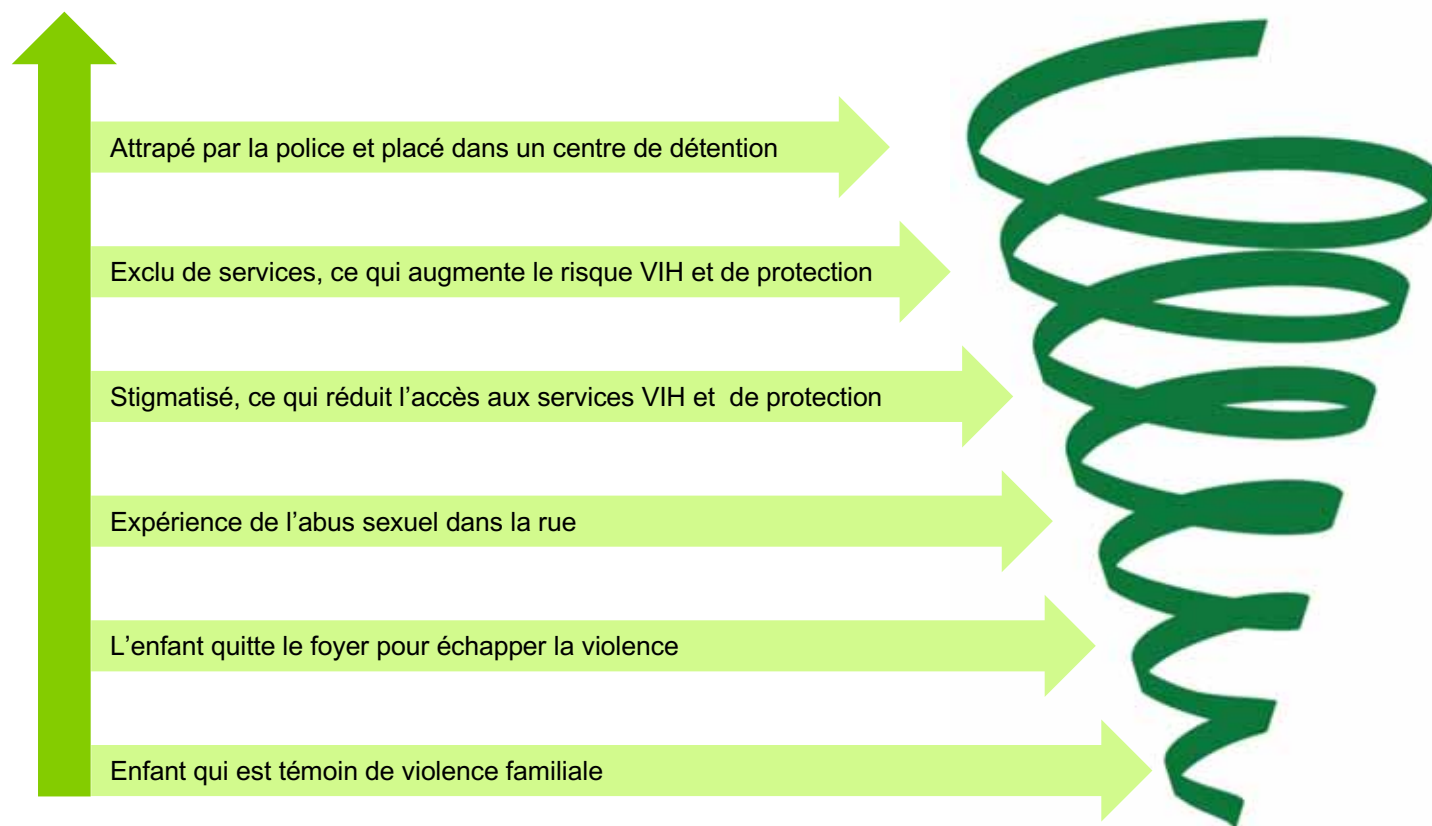 Attrapé par la police et placé dans un centre de détention
Exclu de services, ce qui augmente le risque VIH et de protection
Stigmatisé, ce qui réduit l’accès aux services VIH et  de protection
Expérience de l’abus sexuel dans la rue
L’enfant quitte le foyer pour échapper la violence
Enfant qui est témoin de violence familiale